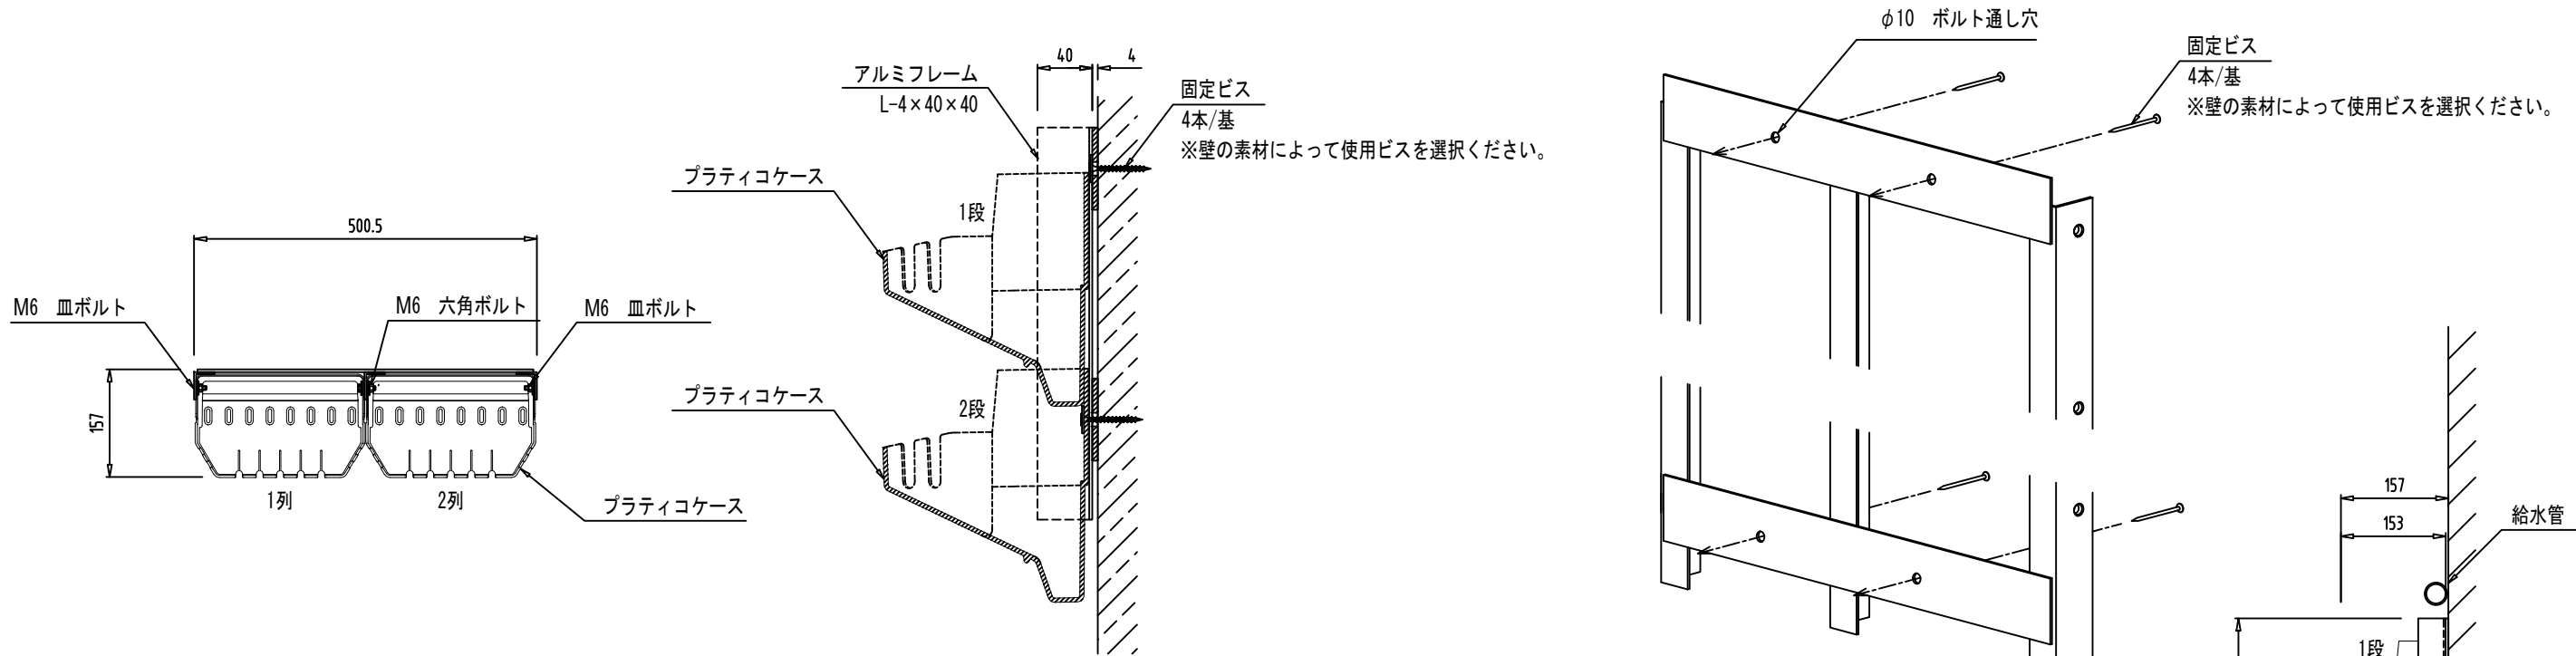 500.5
M6 皿ボルト
M6 六角ボルト
M6 皿ボルト
157
1列
2列
プラティコケース
40
4
アルミフレーム
L-4×40×40
固定ビス
4本/基
※壁の素材によって使用ビスを選択ください。
プラティコケース
1段
プラティコケース
2段
φ10 ボルト通し穴
固定ビス
4本/基
※壁の素材によって使用ビスを選択ください。
157
153
給水管
1段